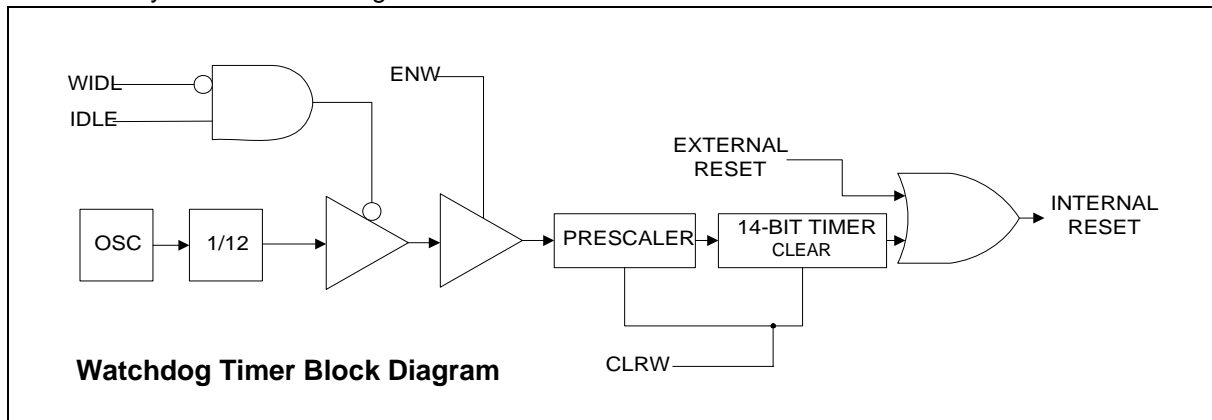 WIDL
IDLE
ENW
EXTERNAL
RESET
INTERNAL
RESET
OSC
1/12
PRESCALER
14-BIT TIMER
CLEAR
CLRW
Watchdog Timer Block Diagram